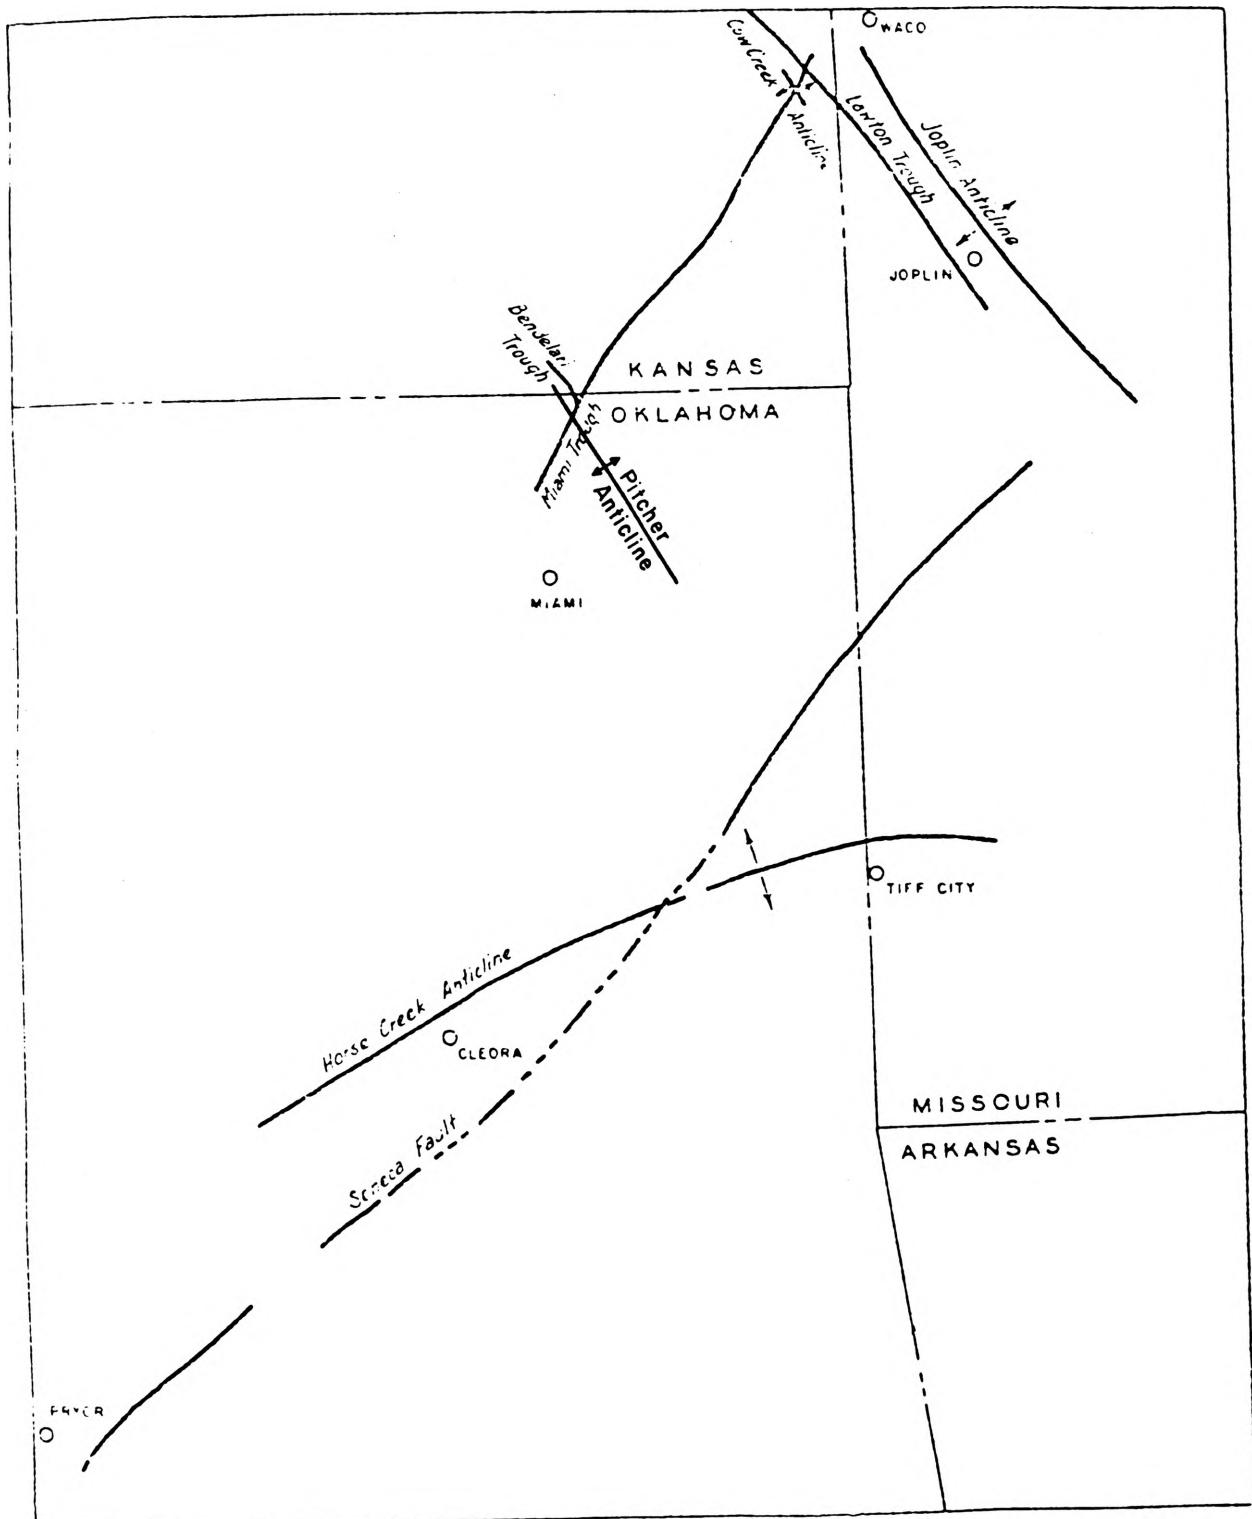 WACO
Cow Creek
Anticline
Lawton Trough
Joplin Anticline
JOPLIN
Trough
KANSAS
OKLAHOMA
Miami Trough
Pitcher
Anticline
MIAMI
TIFF CITY
Horse Creek Anticline
CLEORA
Seneca Fault
MISSOURI
ARKANSAS